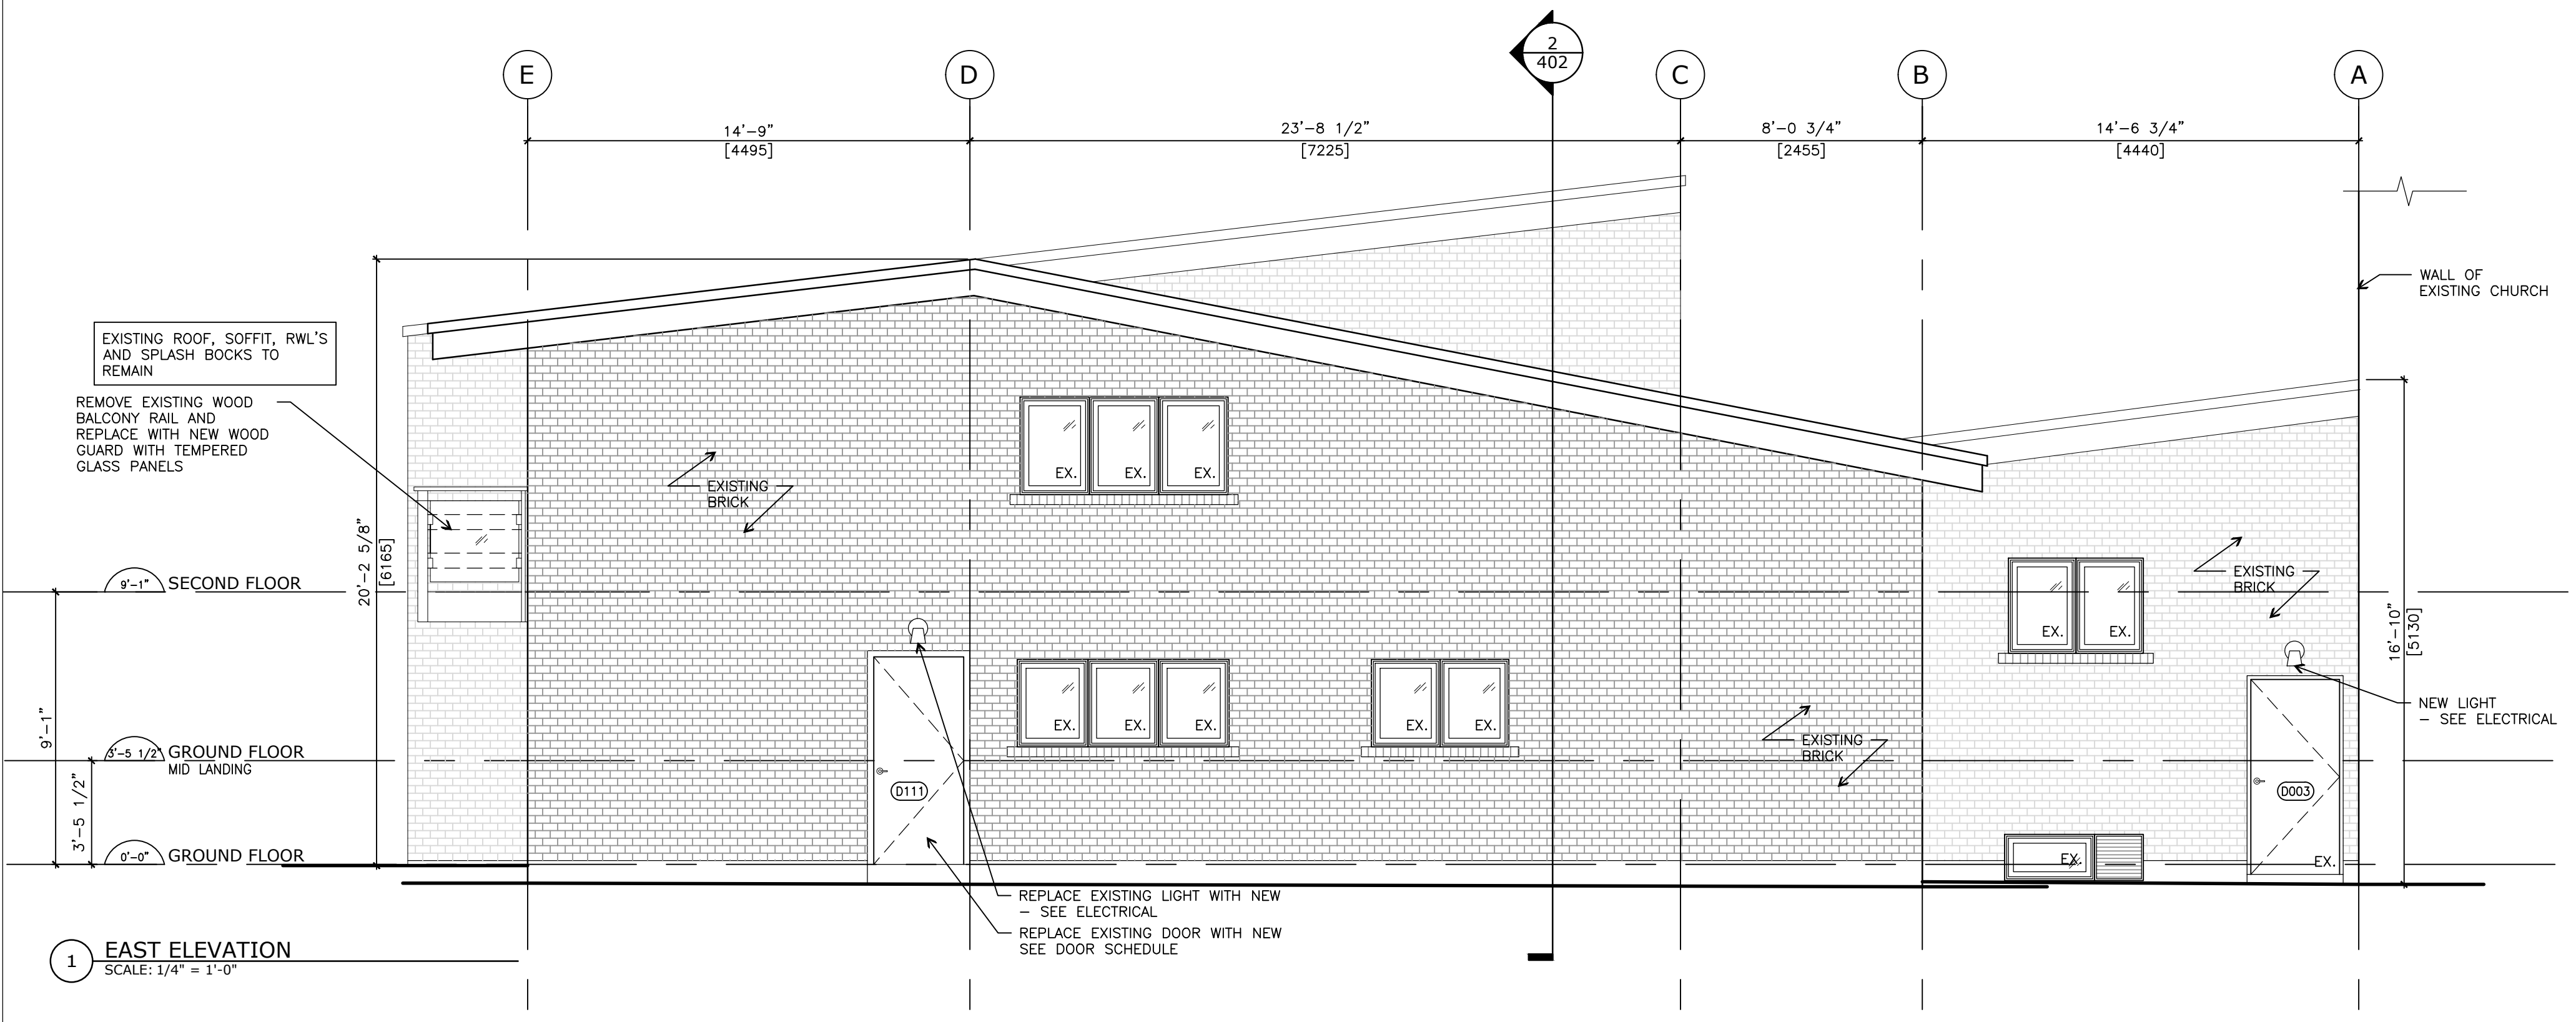 E
D
2
402
C
B
A
14'-9"
[4495]
23'-8 1/2"
[7225]
8'-0 3/4"
[2455]
14'-6 3/4"
[4440]
WALL OF
EXISTING CHURCH
EXISTING ROOF, SOFFIT, RWL'S
AND SPLASH BOCKS TO
REMAIN
REMOVE EXISTING WOOD
BALCONY RAIL AND
REPLACE WITH NEW WOOD
GUARD WITH TEMPERED
GLASS PANELS
20'-2 5/8"
[6165]
EXISTING
BRICK
EX.
EX.
EX.
9'-1"
SECOND FLOOR
EXISTING
BRICK
EX.
EX.
16'-10"
[5130]
9'-1"
3'-5 1/2"
GROUND FLOOR
MID LANDING
3'-5 1/2"
0'-0"
GROUND FLOOR
EX.
EX.
EX.
EX.
EX.
EXISTING
BRICK
NEW LIGHT
- SEE ELECTRICAL
D111
D003
EX.
EX.
REPLACE EXISTING LIGHT WITH NEW
- SEE ELECTRICAL
REPLACE EXISTING DOOR WITH NEW
SEE DOOR SCHEDULE
1
EAST ELEVATION
SCALE: 1/4" = 1'-0"